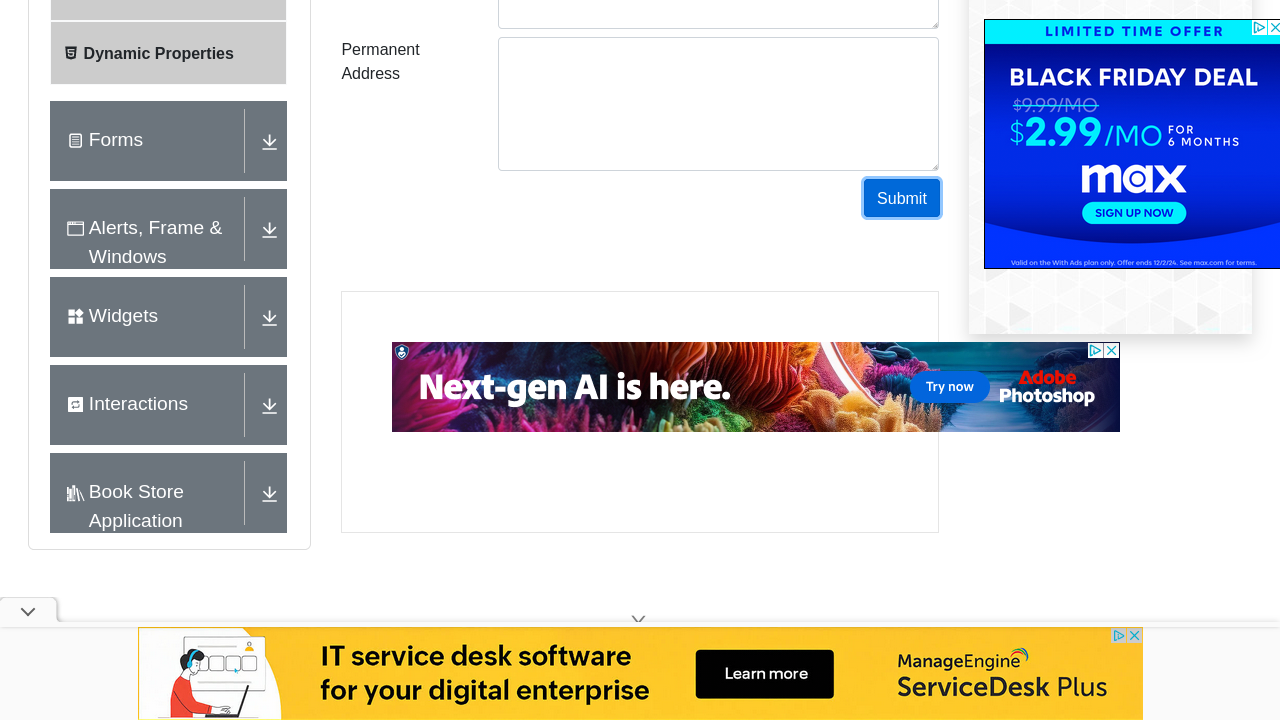 Dynamic Properties
Forms
Alerts, Frame &
Windows
Widgets
Interactions
Book Store
Application
Permanent
Address
Submit
LIMITED TIME OFFER
BLACK FRIDAY DEAL
$9.99/MO
$2.99/MO FOR
6 MONTHS
max
SIGN UP NOW
Valid on the With Ads plan only. Offer ends 12/2/24. See max.com for terms.
Next-gen AI is here.
Try now
Adobe
Photoshop
IT service desk software
for your digital enterprise
Learn more
ManageEngine
ServiceDesk Plus